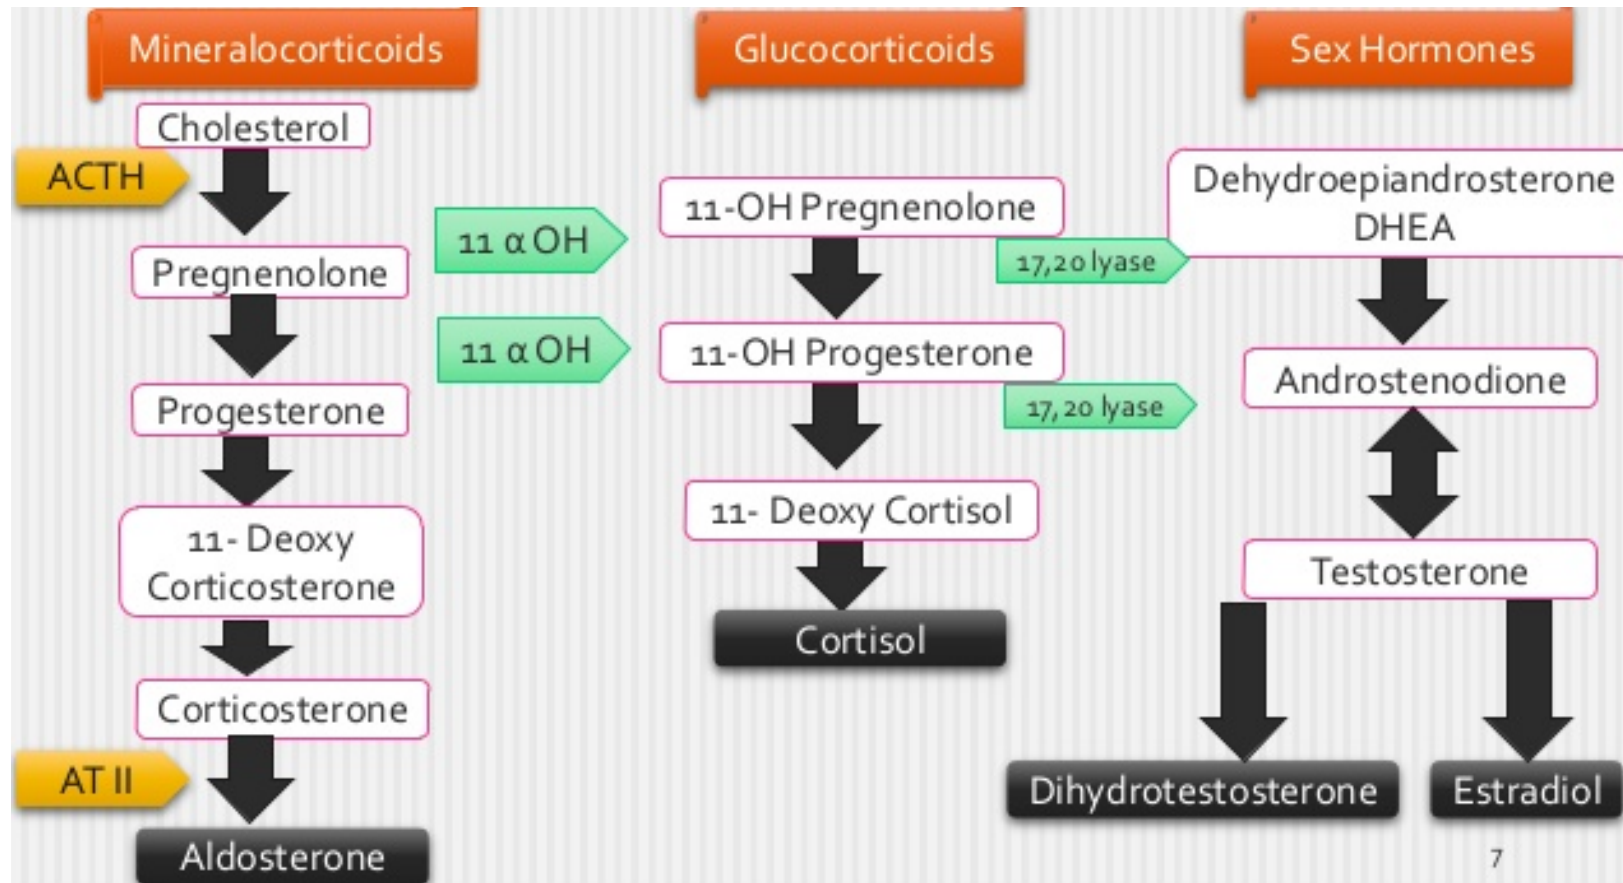 Mineralocorticoids
Cholesterol
ACTH
Pregnenolone
Progesterone
11- Deoxy
Corticosterone
Corticosterone
AT II
Aldosterone
11 α OH
11 α OH
Glucocorticoids
11-OH Pregnenolone
11-OH Progesterone
11- Deoxy Cortisol
Cortisol
17,20 lyase
17, 20 lyase
Sex Hormones
Dehydroepiandrosterone
DHEA
Androstenodione
Testosterone
Dihydrotestosterone
Estradiol
7